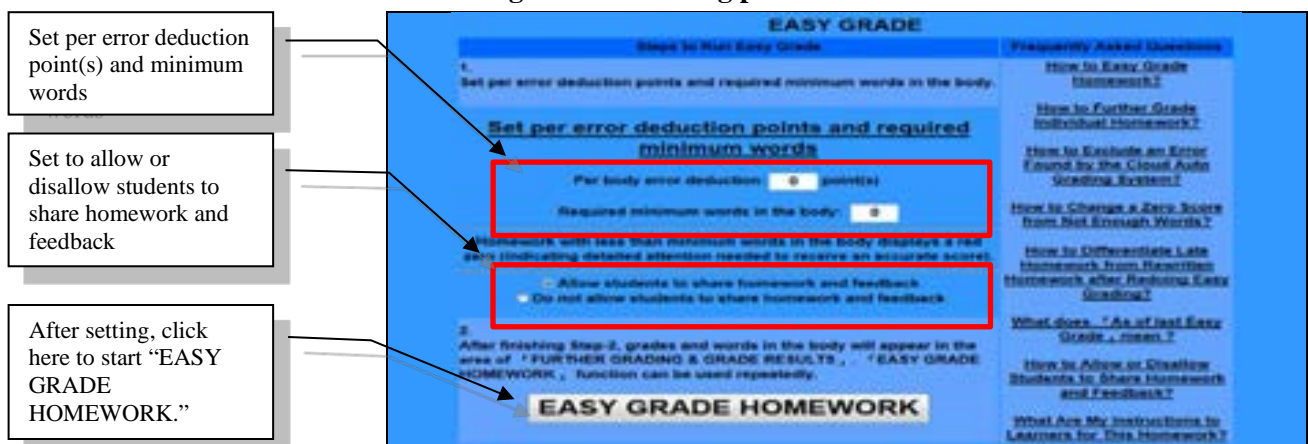 Set per error deduction
point(s) and minimum
words
Set to allow or
disallow students to
share homework and
feedback
After setting, click
here to start “EASY
GRADE
HOMEWORK.”
EASY GRADE
Steps to Run Easy Grade
1.
Set per error deduction points and required minimum words in the body.
Set per error deduction points and required
minimum words
Per body error deduction: 0 point(s)
Required minimum words in the body: 0
Homework with less than minimum words in the body displays a red
zero (indicating detailed attention needed to receive an accurate score).
Allow students to share homework and feedback
Do not allow students to share homework and feedback
2.
After finishing Step-2, grades and words in the body will appear in the
area of 「FURTHER GRADING & GRADE RESULTS」, 「EASY GRADE
HOMEWORK」 function can be used repeatedly.
EASY GRADE HOMEWORK
Frequently Asked Questions
How to Easy Grade
Homework?
How to Further Grade
Individual Homework?
How to Exclude an Error
Found by the Cloud Auto
Grading System?
How to Change a Zero Score
from Not Enough Words?
How to Differentiate Late
Homework from Rewritten
Homework after Redoing Easy
Grading?
What does 「As of last Easy
Grade」 mean ?
How to Allow or Disallow
Students to Share Homework
and Feedback?
What Are My Instructions to
Learners for This Homework?